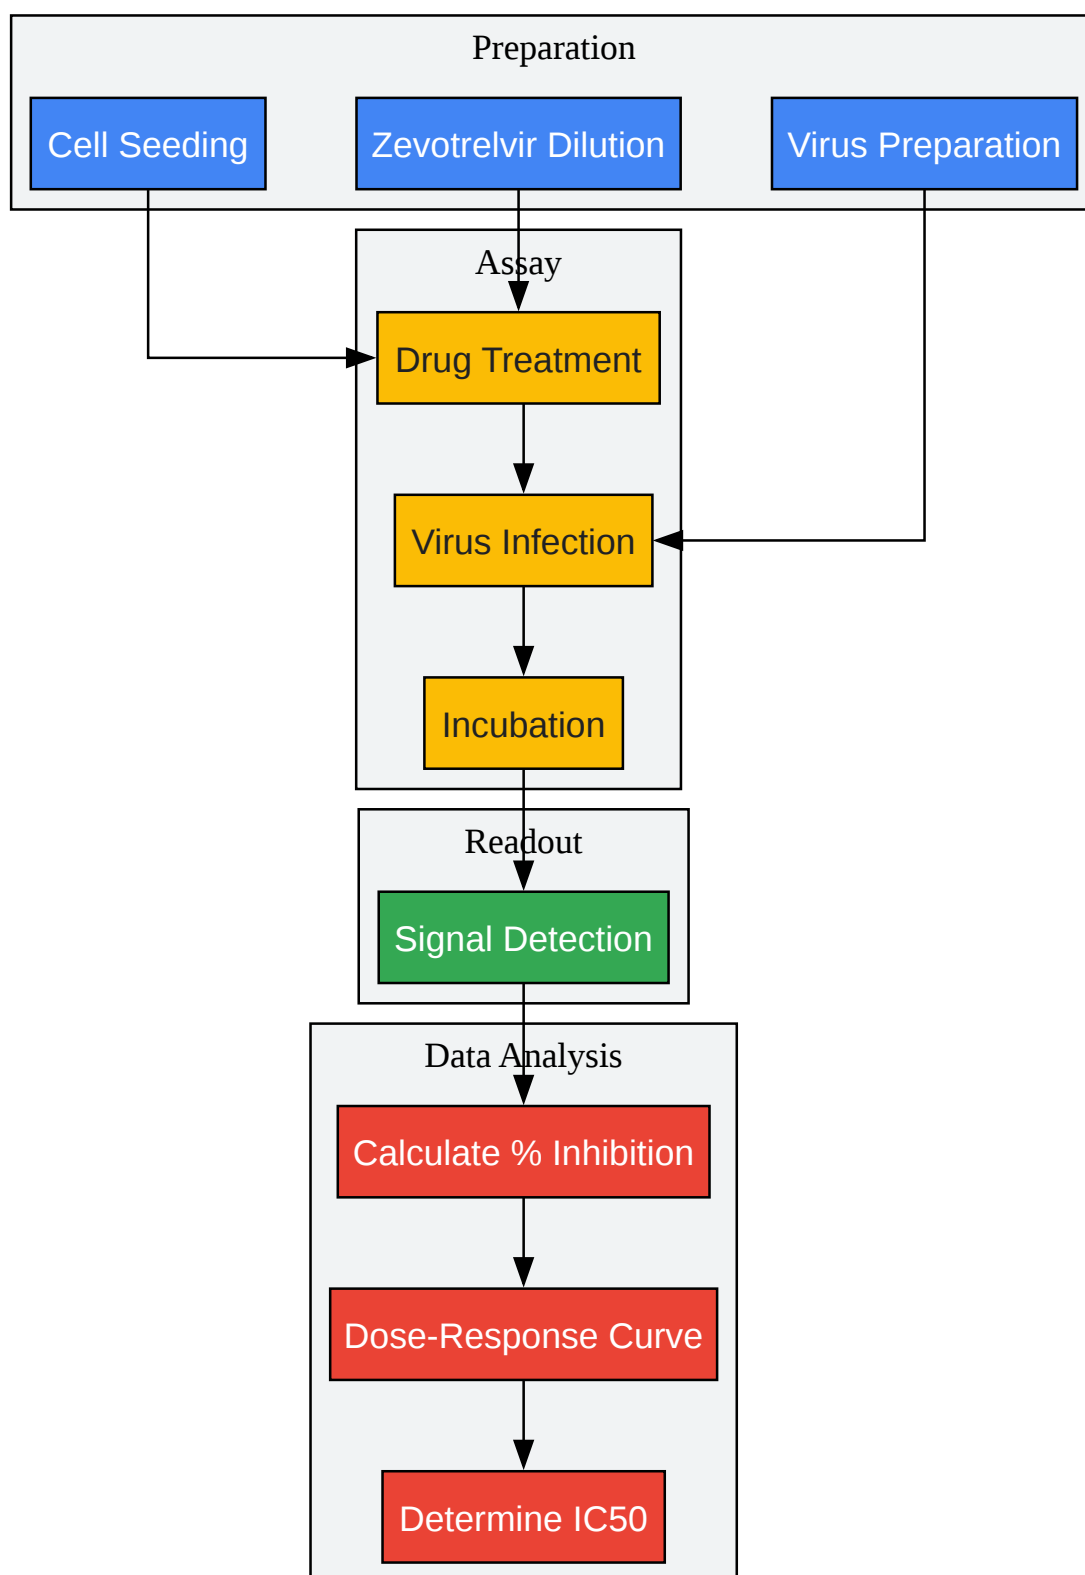 Preparation
Cell Seeding
Zevotrelvir Dilution
Virus Preparation
Assay
Drug Treatment
Virus Infection
Incubation
Readout
Signal Detection
Data Analysis
Calculate % Inhibition
Dose-Response Curve
Determine IC50